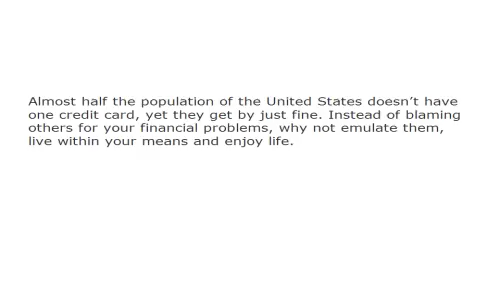 Almost half the population of the United States doesn’t have
one credit card, yet they get by just fine. Instead of blaming
others for your financial problems, why not emulate them,
live within your means and enjoy life.